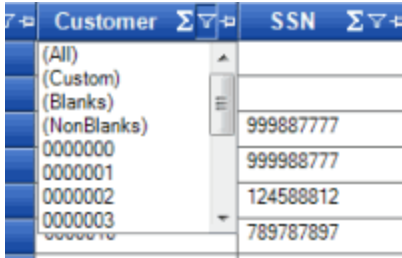 Customer Σ SSN Σ
(All)
(Custom)
(Blanks)
(NonBlanks) 999887777
0000000
0000001 999988777
0000002 124588812
0000003 789787897